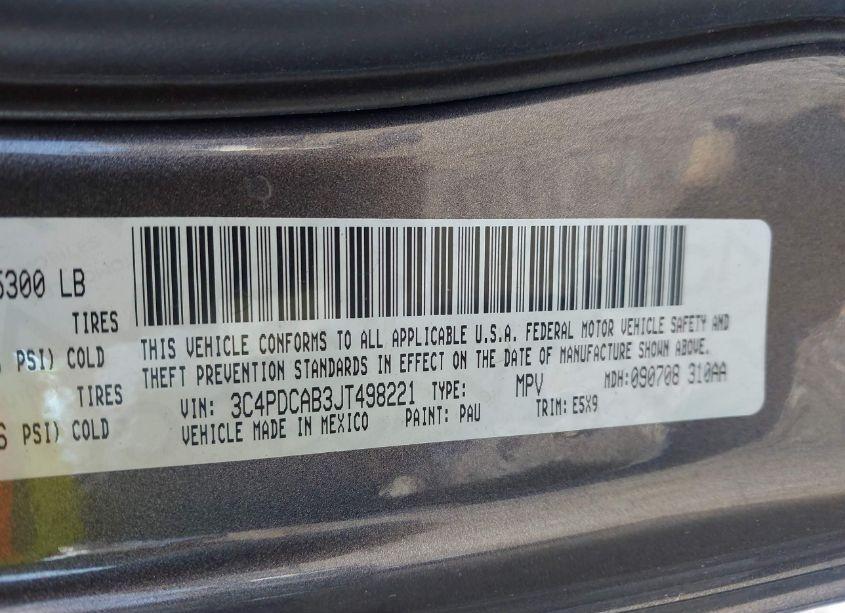 5300 LB
TIRES
PSI) COLD
TIRES
PSI) COLD
THIS VEHICLE CONFORMS TO ALL APPLICABLE U.S.A. FEDERAL MOTOR VEHICLE SAFETY AND
THEFT PREVENTION STANDARDS IN EFFECT ON THE DATE OF MANUFACTURE SHOWN ABOVE.
VIN: 3C4PDCAB3JT498221 TYPE: MPV MDH:090708 310AA
VEHICLE MADE IN MEXICO PAINT: PAU TRIM: E5X9